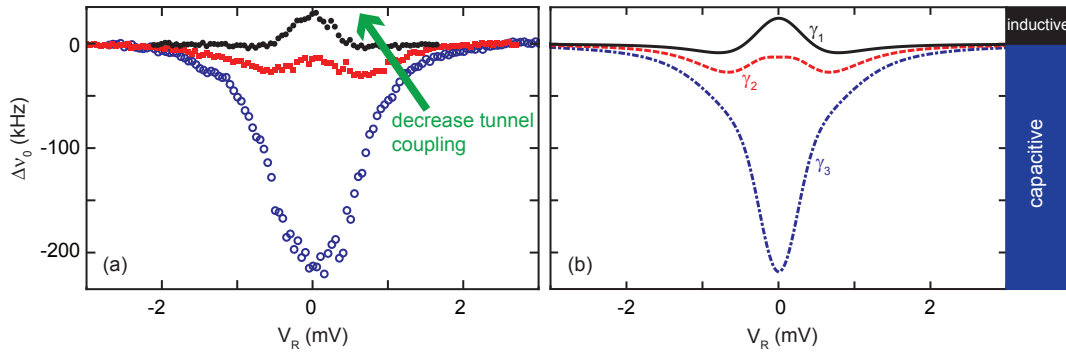 0
-100
-200
Δν₀ (kHz)
decrease tunnel
coupling
(a)
-2
0
2
V_R (mV)
γ₁
γ₂
γ₃
(b)
-2
0
2
V_R (mV)
inductive
capacitive